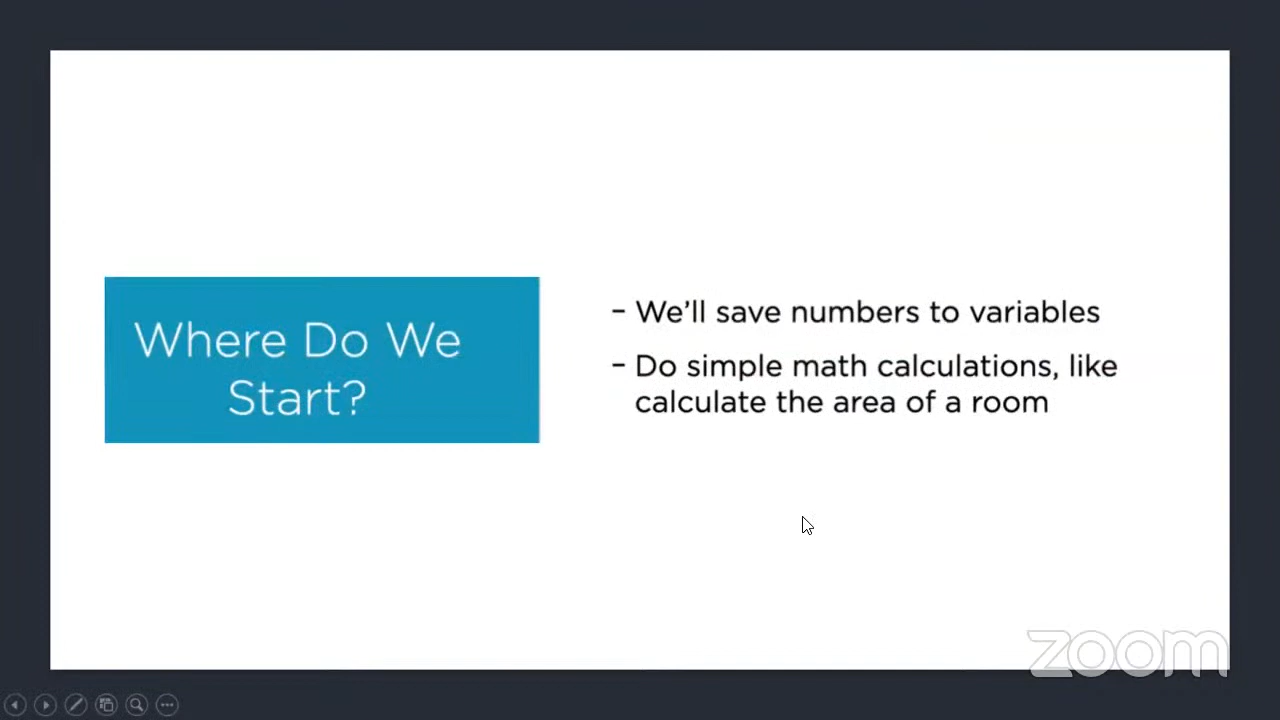 Where Do We
Start?
– We'll save numbers to variables
– Do simple math calculations, like
calculate the area of a room
zoom